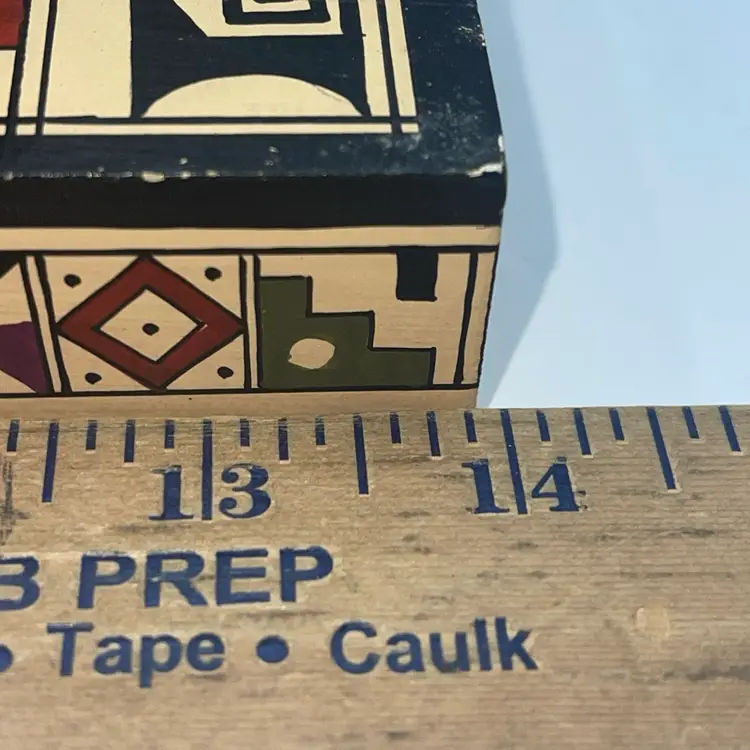 13 14
B PREP
• Tape • Caulk